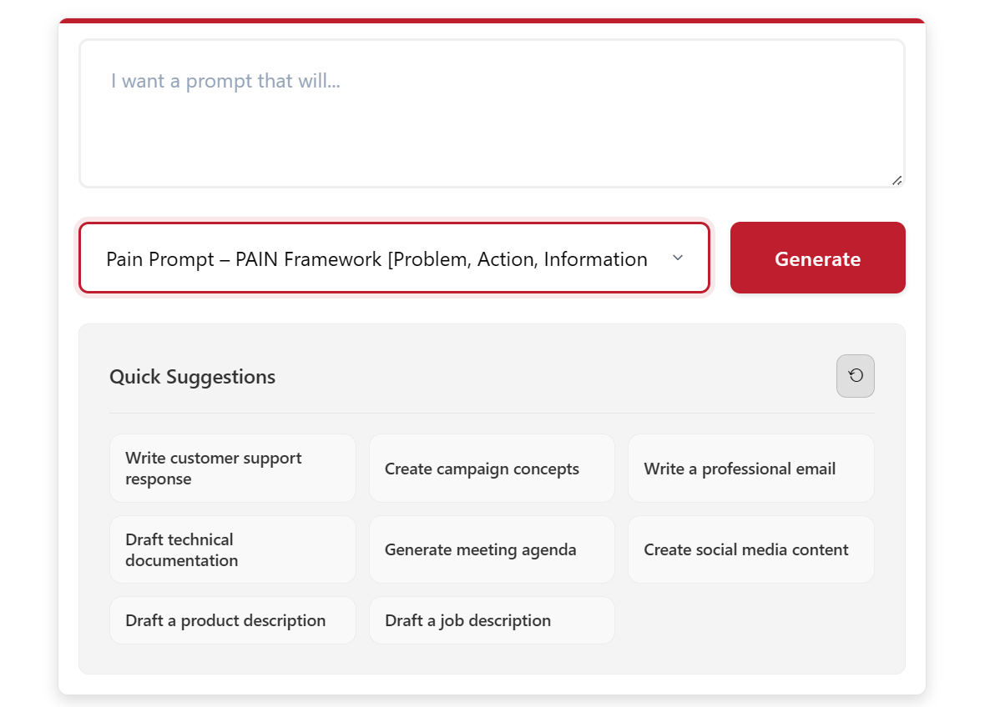 I want a prompt that will...
Pain Prompt – PAIN Framework [Problem, Action, Information
Generate
Quick Suggestions
Write customer support
response
Create campaign concepts
Write a professional email
Draft technical
documentation
Generate meeting agenda
Create social media content
Draft a product description
Draft a job description